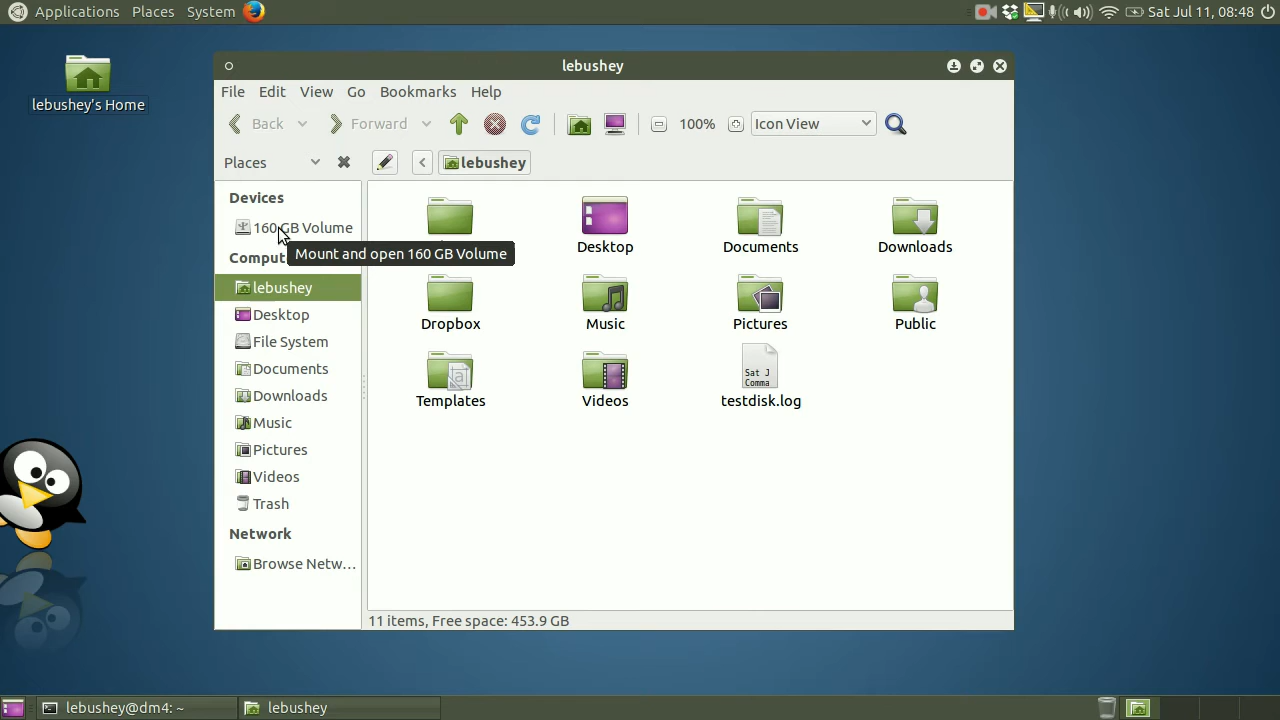 Applications Places System
Sat Jul 11, 08:48
lebushey's Home
lebushey
File Edit View Go Bookmarks Help
Back Forward 100% Icon View
Places lebushey
Devices
160 GB Volume
Mount and open 160 GB Volume
lebushey
Desktop
File System
Documents
Downloads
Music
Pictures
Videos
Trash
Network
Browse Netw...
Desktop Documents Downloads
Dropbox Music Pictures Public
Sat J
Comma
Templates Videos testdisk.log
11 items, Free space: 453.9 GB
lebushey@dm4: ~ lebushey